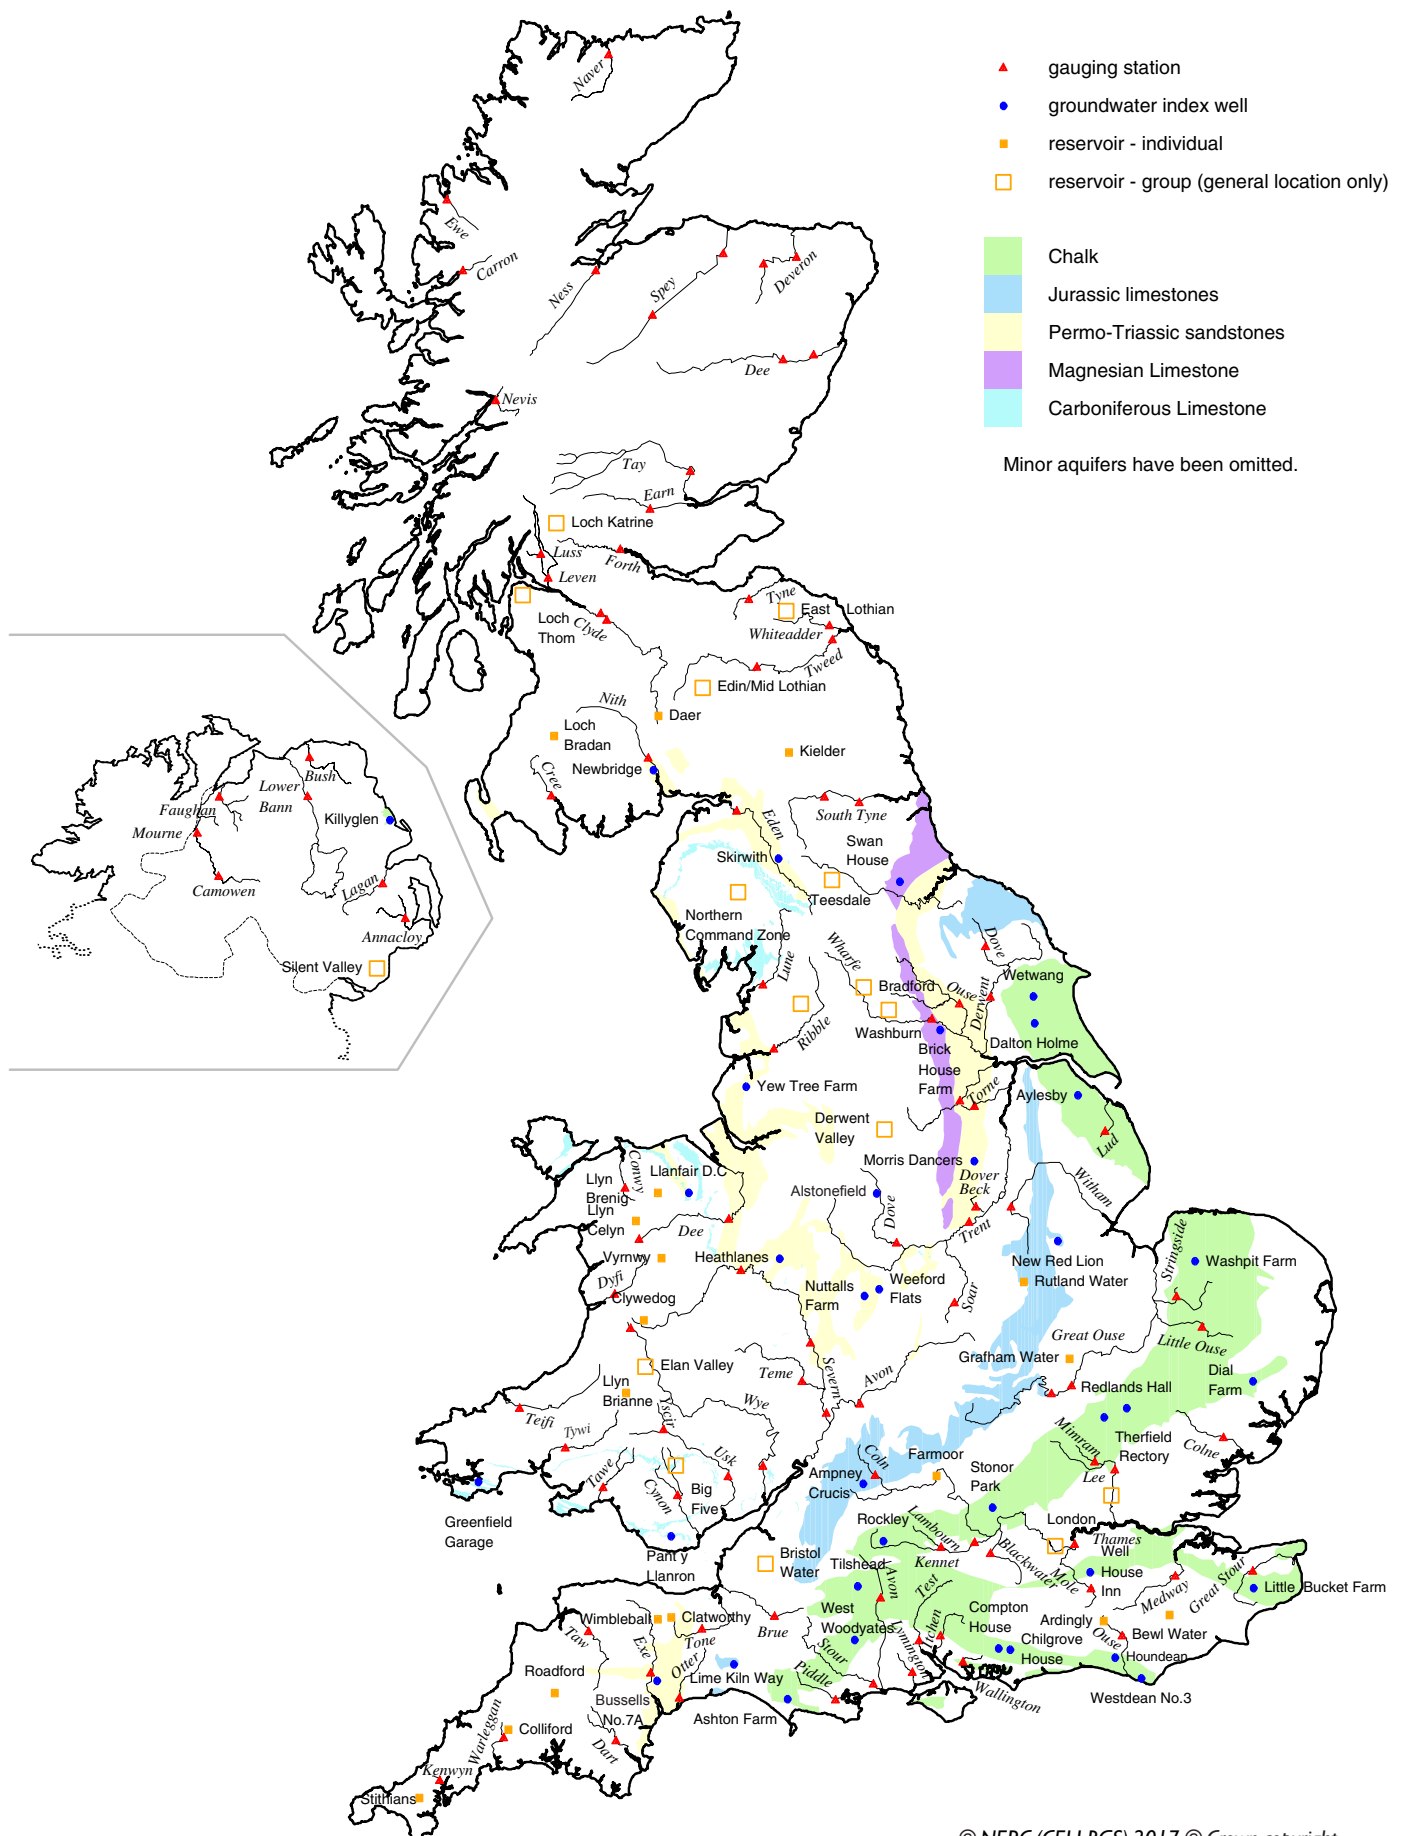 gauging station
groundwater index well
reservoir - individual
reservoir - group (general location only)
Chalk
Jurassic limestones
Permo-Triassic sandstones
Magnesian Limestone
Carboniferous Limestone
Minor aquifers have been omitted.
Naver
Ewe
Carron
Ness
Spey
Deveron
Dee
Nevis
Tay
Earn
Loch Katrine
Luss
Forth
Leven
Loch
Thom
Clyde
Tyne
East Lothian
Whiteadder
Tweed
Edin/Mid Lothian
Nith
Daer
Loch
Bradan
Kielder
Newbridge
Cree
Bush
Lower
Bann
Faughan
Killyglen
Mourne
Camowen
Lagan
Annacloy
Silent Valley
Eden
South Tyne
Swan
House
Skirwith
Teesdale
Northern
Command Zone
Lune
Wharfe
Dove
Wetwang
Bradford
Ouse
Derwent
Washburn
Ribble
Dalton Holme
Brick
House
Farm
Yew Tree Farm
Torne
Aylesby
Derwent
Valley
Lud
Morris Dancers
Dover
Beck
Witham
Conwy
Llanfair D.C
Llyn
Brenig
Llyn
Celyn
Alstonefield
Dove
Trent
Dee
Vyrnwy
Heathlanes
New Red Lion
Rutland Water
Stringside
Washpit Farm
Dyfi
Clywedog
Nuttalls
Farm
Weeford
Flats
Soar
Great Ouse
Little Ouse
Grafham Water
Elan Valley
Teme
Severn
Avon
Dial
Farm
Llyn
Brianne
Yscir
Wye
Redlands Hall
Teifi
Tywi
Mimram
Therfield
Rectory
Colne
Tawe
Usk
Coln
Farmoor
Lee
Cynon
Big
Five
Ampney
Crucis
Stonor
Park
Greenfield
Garage
Rockley
Lambourn
London
Thames
Pant y
Llanron
Bristol
Water
Tilshead
Kennet
Blackwater
Mole
Well
House
Inn
Medway
Great Stour
Little Bucket Farm
Avon
Test
West
Woodyates
Wimbleball
Clatworthy
Brue
Itchen
Compton
House
Ardingly
Bewl Water
Taw
Exe
Tone
Stour
Lymington
Chilgrove
House
Ouse
Houndean
Roadford
Otter
Lime Kiln Way
Piddle
Wallington
Westdean No.3
Bussells
No.7A
Ashton Farm
Warleggan
Colliford
Dart
Kenwyn
Stithians
© NERC (CEH BGS) 2017 © Crown copyright